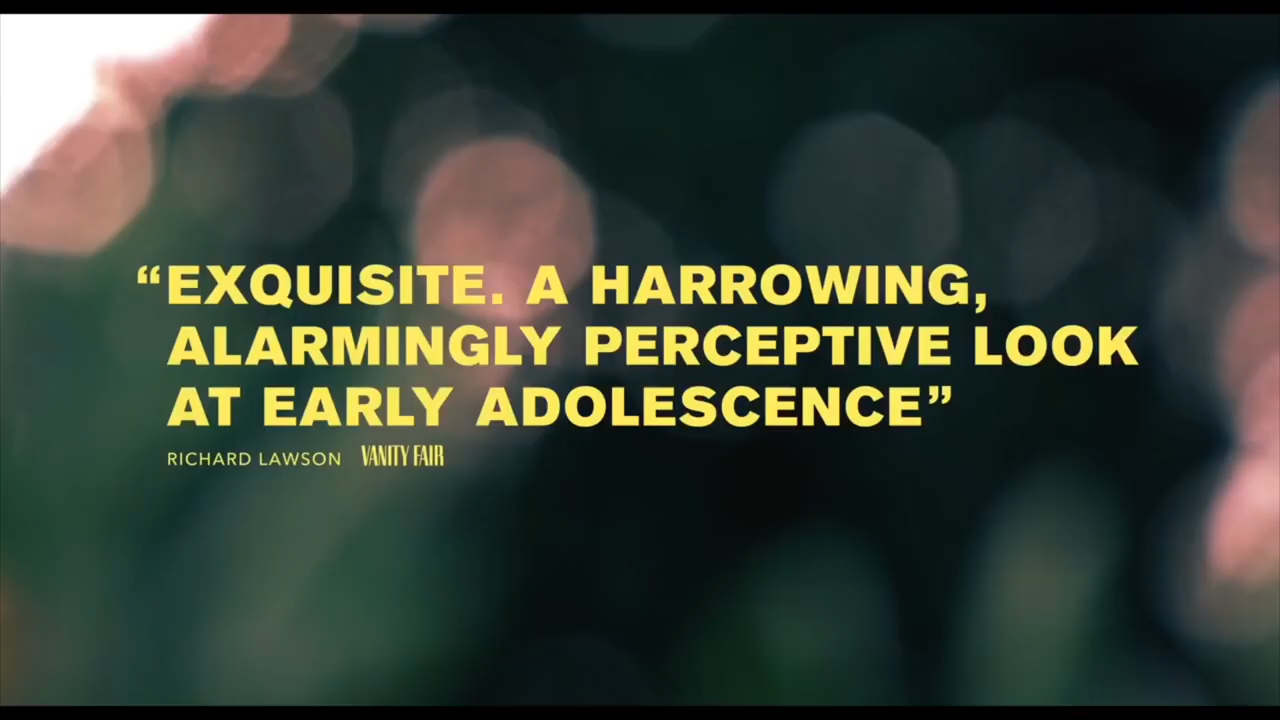 “EXQUISITE. A HARROWING,
ALARMINGLY PERCEPTIVE LOOK
AT EARLY ADOLESCENCE”
RICHARD LAWSON VANITY FAIR